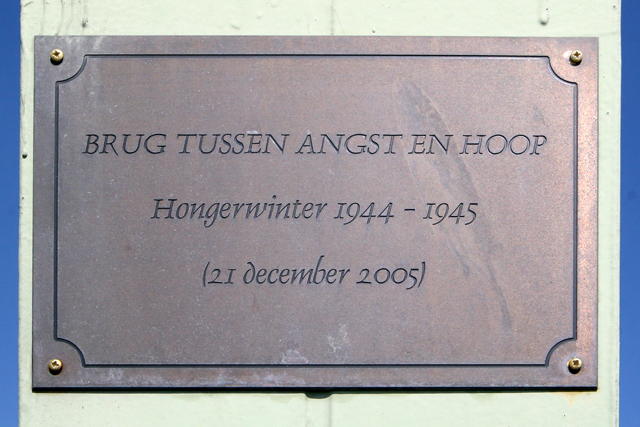 BRUG TUSSEN ANGST EN HOOP
Hongerwinter 1944 - 1945
(21 december 2005)